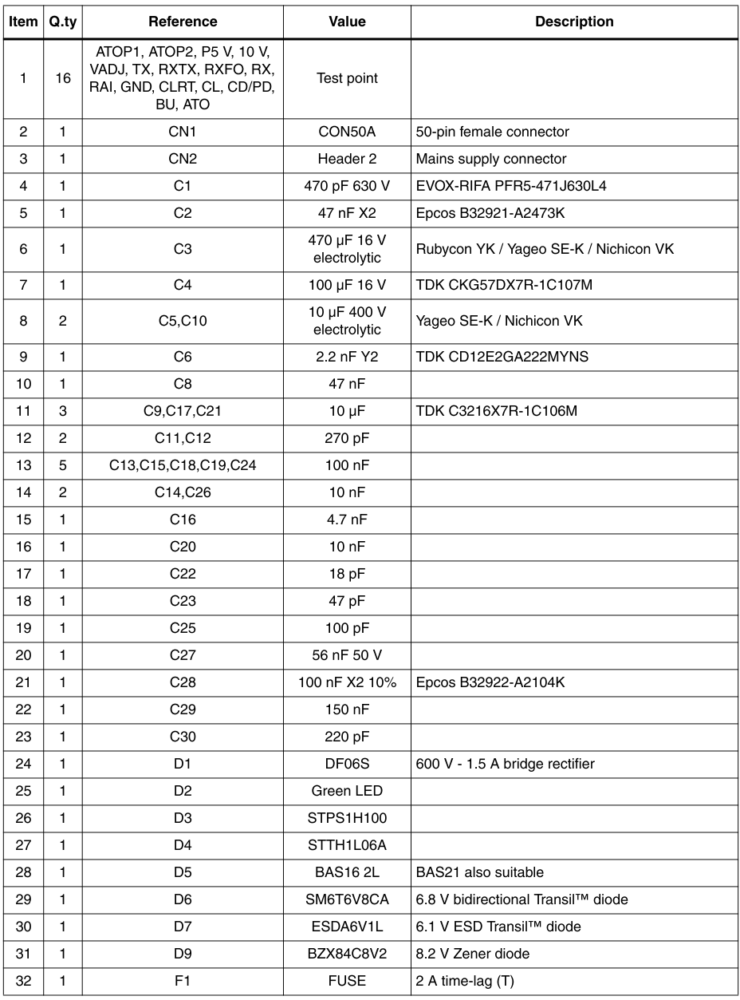 Item Q.ty Reference Value Description
1 16 ATOP1, ATOP2, P5 V, 10 V,
VADJ, TX, RXTX, RXFO, RX,
RAI, GND, CLRT, CL, CD/PD,
BU, ATO Test point
2 1 CN1 CON50A 50-pin female connector
3 1 CN2 Header 2 Mains supply connector
4 1 C1 470 pF 630 V EVOX-RIFA PFR5-471J630L4
5 1 C2 47 nF X2 Epcos B32921-A2473K
6 1 C3 470 µF 16 V
electrolytic Rubycon YK / Yageo SE-K / Nichicon VK
7 1 C4 100 µF 16 V TDK CKG57DX7R-1C107M
8 2 C5,C10 10 µF 400 V
electrolytic Yageo SE-K / Nichicon VK
9 1 C6 2.2 nF Y2 TDK CD12E2GA222MYNS
10 1 C8 47 nF
11 3 C9,C17,C21 10 µF TDK C3216X7R-1C106M
12 2 C11,C12 270 pF
13 5 C13,C15,C18,C19,C24 100 nF
14 2 C14,C26 10 nF
15 1 C16 4.7 nF
16 1 C20 10 nF
17 1 C22 18 pF
18 1 C23 47 pF
19 1 C25 100 pF
20 1 C27 56 nF 50 V
21 1 C28 100 nF X2 10% Epcos B32922-A2104K
22 1 C29 150 nF
23 1 C30 220 pF
24 1 D1 DF06S 600 V - 1.5 A bridge rectifier
25 1 D2 Green LED
26 1 D3 STPS1H100
27 1 D4 STTH1L06A
28 1 D5 BAS16 2L BAS21 also suitable
29 1 D6 SM6T6V8CA 6.8 V bidirectional Transil™ diode
30 1 D7 ESDA6V1L 6.1 V ESD Transil™ diode
31 1 D9 BZX84C8V2 8.2 V Zener diode
32 1 F1 FUSE 2 A time-lag (T)